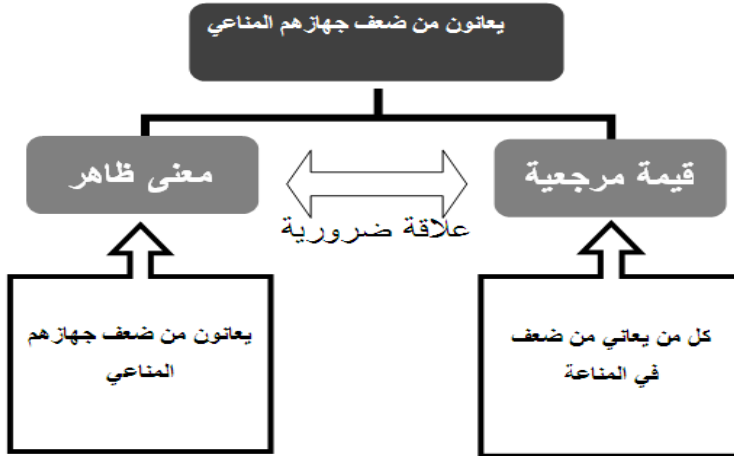 يعانون من ضعف جهازهم المناعي
قيمة مرجعية
معنى ظاهر
علاقة ضرورية
كل من يعاني من ضعف
في المناعة
يعانون من ضعف جهازهم
المناعي